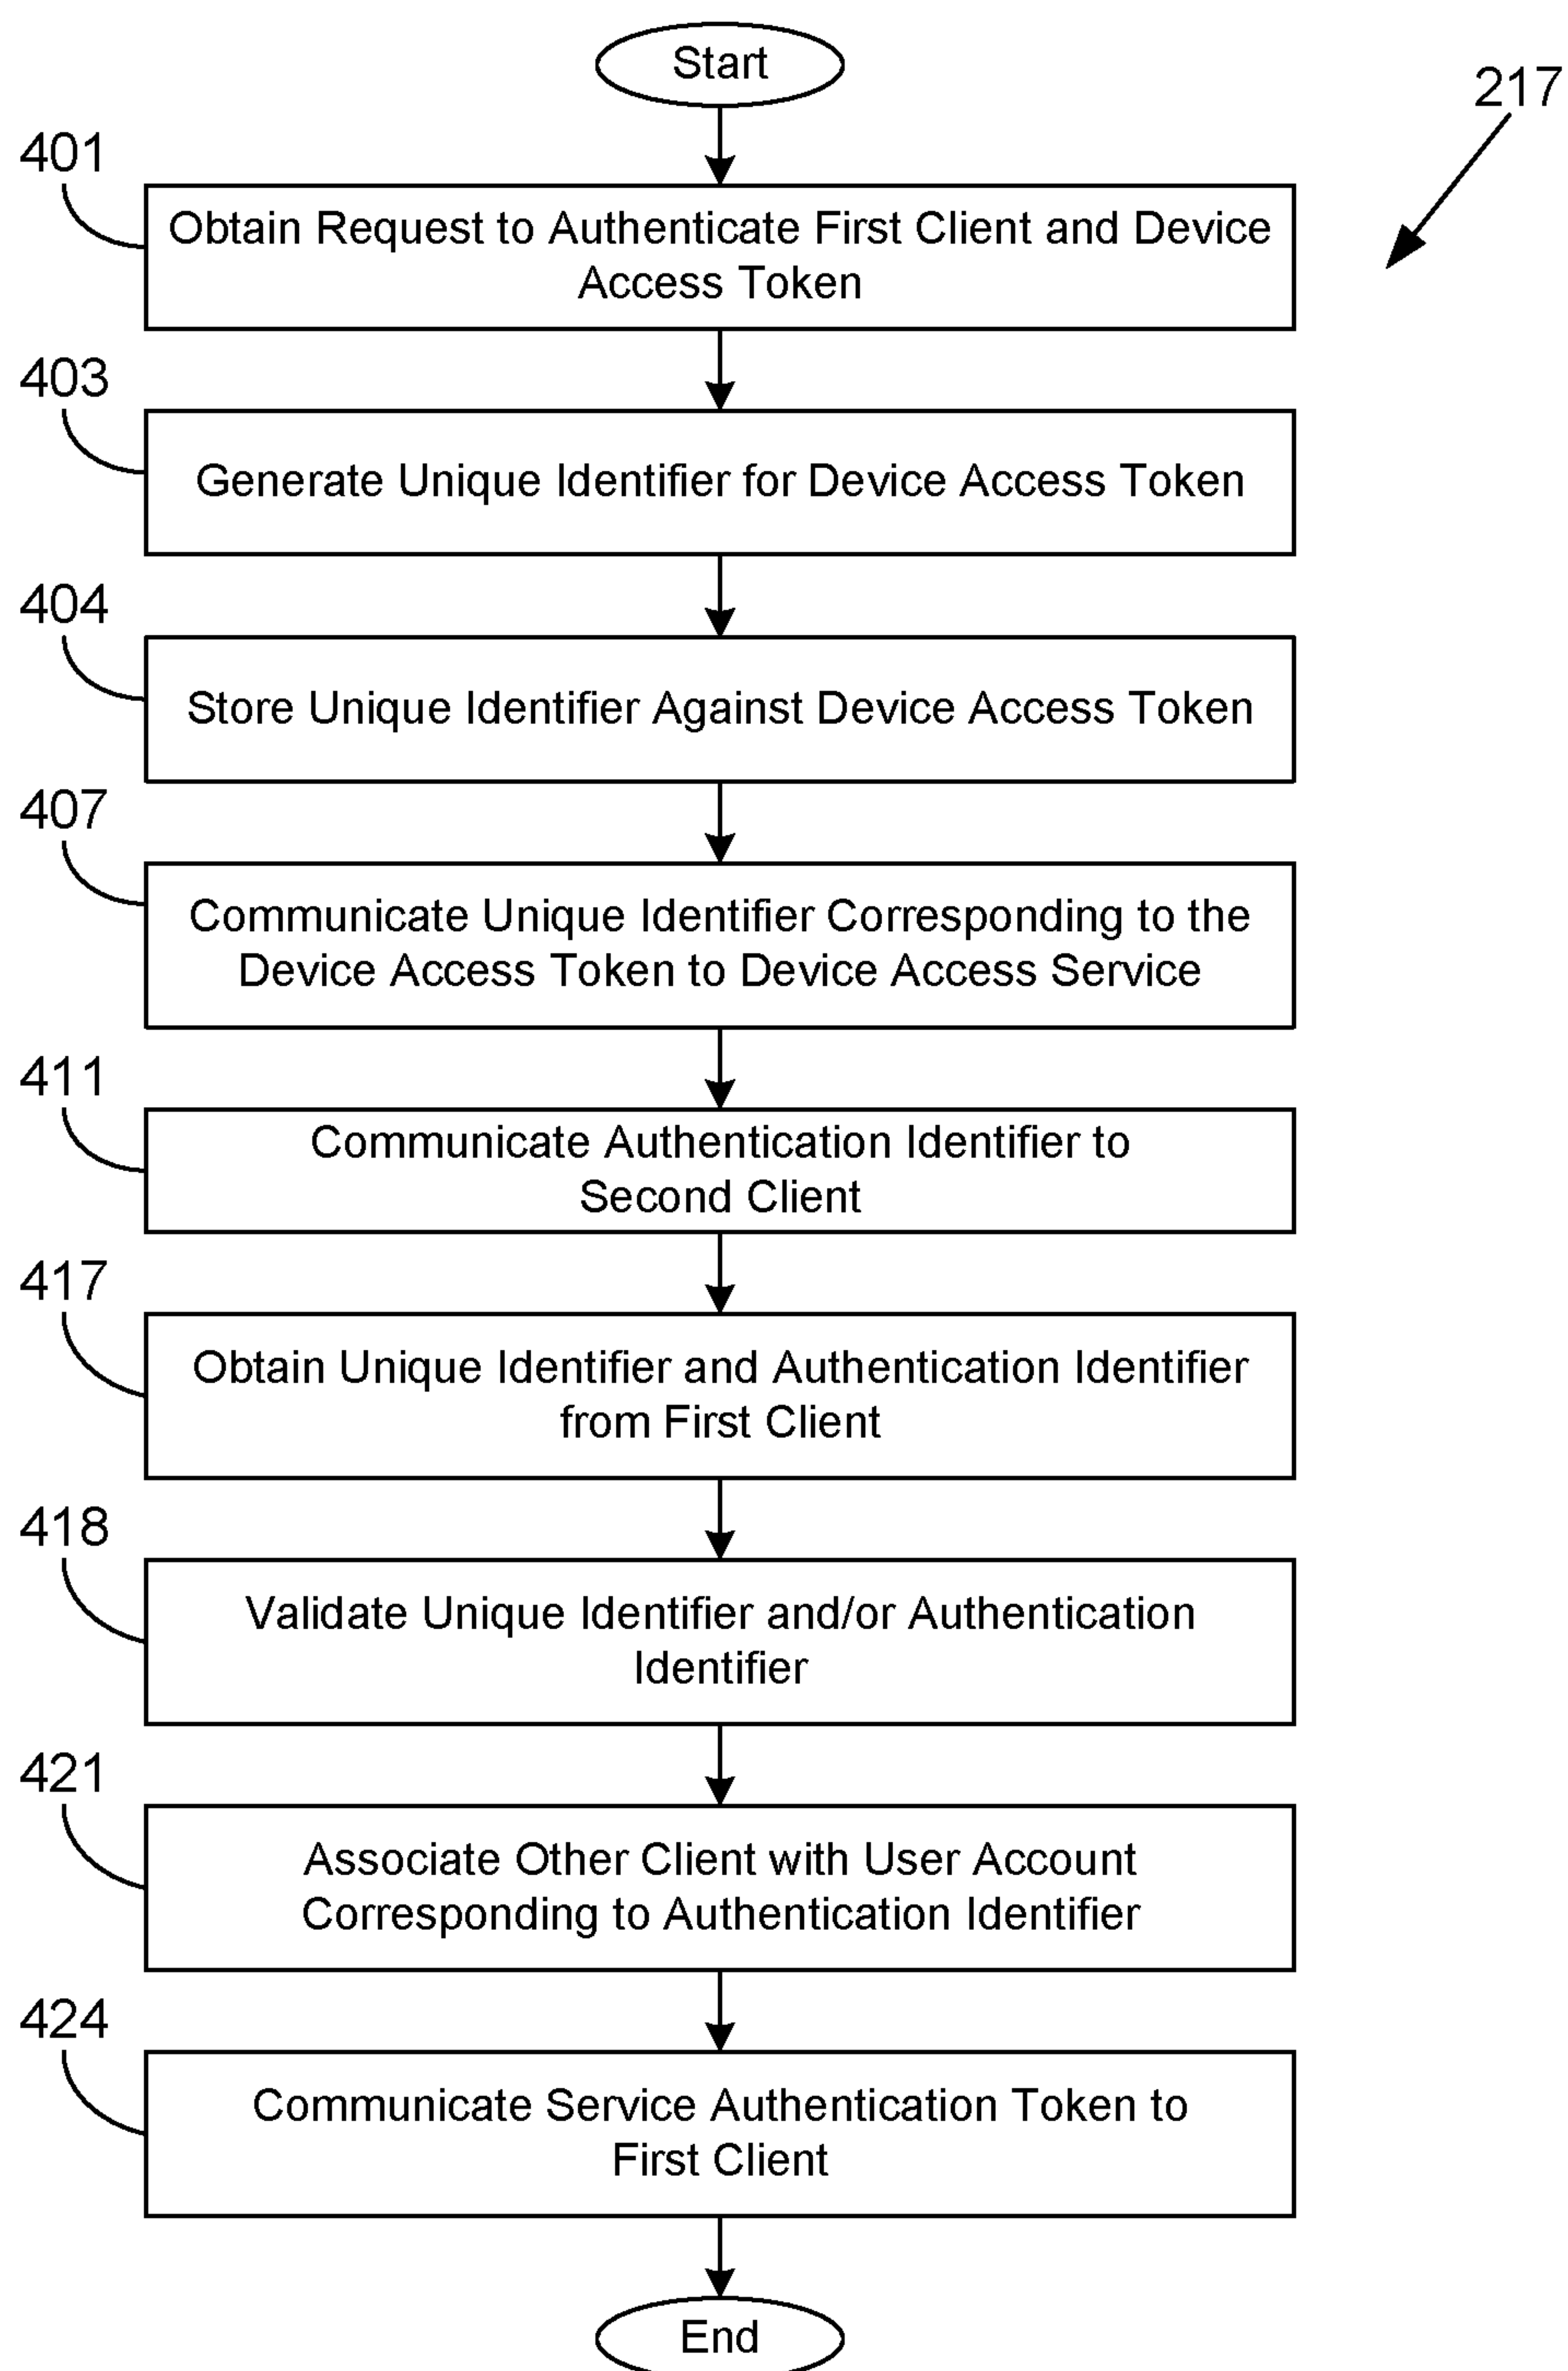 Start
217
401
Obtain Request to Authenticate First Client and Device
Access Token
403
Generate Unique Identifier for Device Access Token
404
Store Unique Identifier Against Device Access Token
407
Communicate Unique Identifier Corresponding to the
Device Access Token to Device Access Service
411
Communicate Authentication Identifier to
Second Client
417
Obtain Unique Identifier and Authentication Identifier
from First Client
418
Validate Unique Identifier and/or Authentication
Identifier
421
Associate Other Client with User Account
Corresponding to Authentication Identifier
424
Communicate Service Authentication Token to
First Client
End